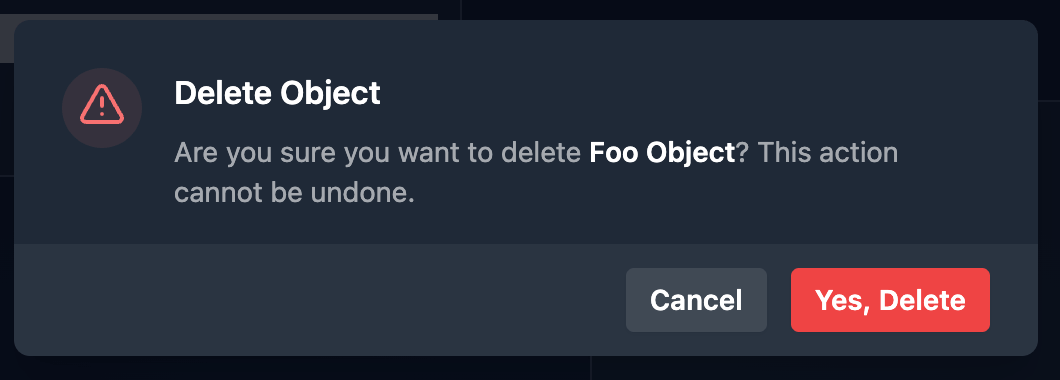 Delete Object
Are you sure you want to delete Foo Object? This action
cannot be undone.
Cancel
Yes, Delete